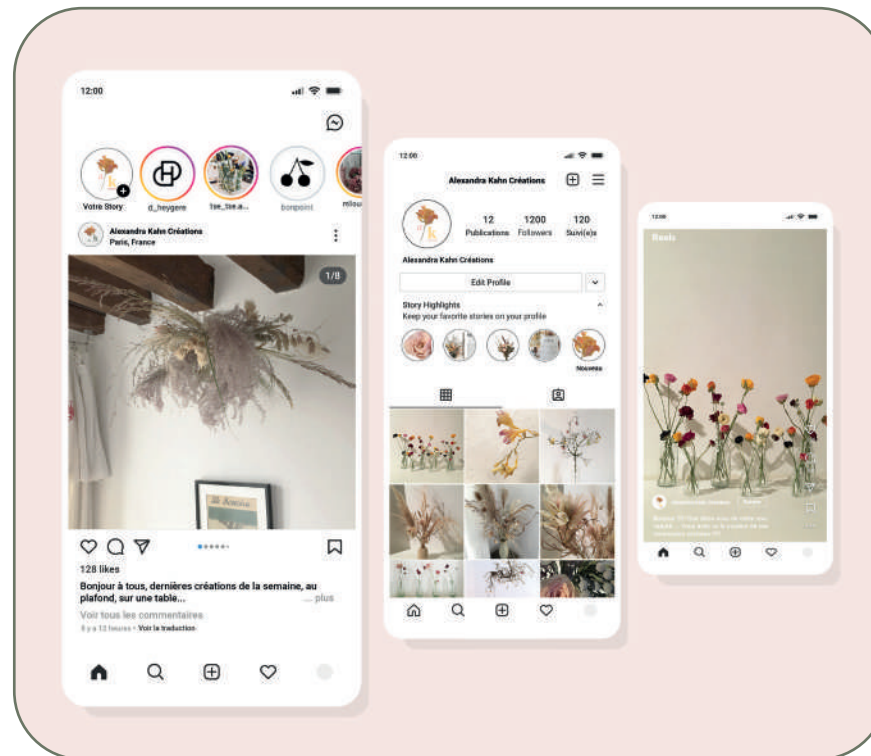 12:00
Votre Story
d_heygere
tse_tse.a...
bonpoint
Alexandra Kahn Créations
Paris, France
1/8
128 likes
Bonjour à tous, dernières créations de la semaine, au
plafond, sur une table... ... plus
Voir tous les commentaires
Il y a 12 heures • Voir la traduction
12:00
Alexandra Kahn Créations
12 1200 120
Publications Followers Suivi(e)s
Alexandra Kahn Créations
Edit Profile
Story Highlights
Keep your favorite stories on your profile
Nouveau
12:00
Reels